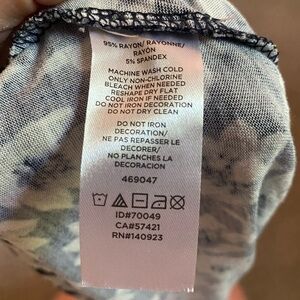 95% RAYON/ RAYONNE/
RAYÓN
5% SPANDEX
MACHINE WASH COLD
ONLY NON-CHLORINE
BLEACH WHEN NEEDED
RESHAPE DRY FLAT
COOL IRON IF NEEDED
DO NOT IRON DECORATION
DO NOT DRY CLEAN
DO NOT IRON
DECORATION/
NE PAS REPASSER LE
DECORER/
NO PLANCHES LA
DECORACION
469047
ID#70049
CA#57421
RN#140923